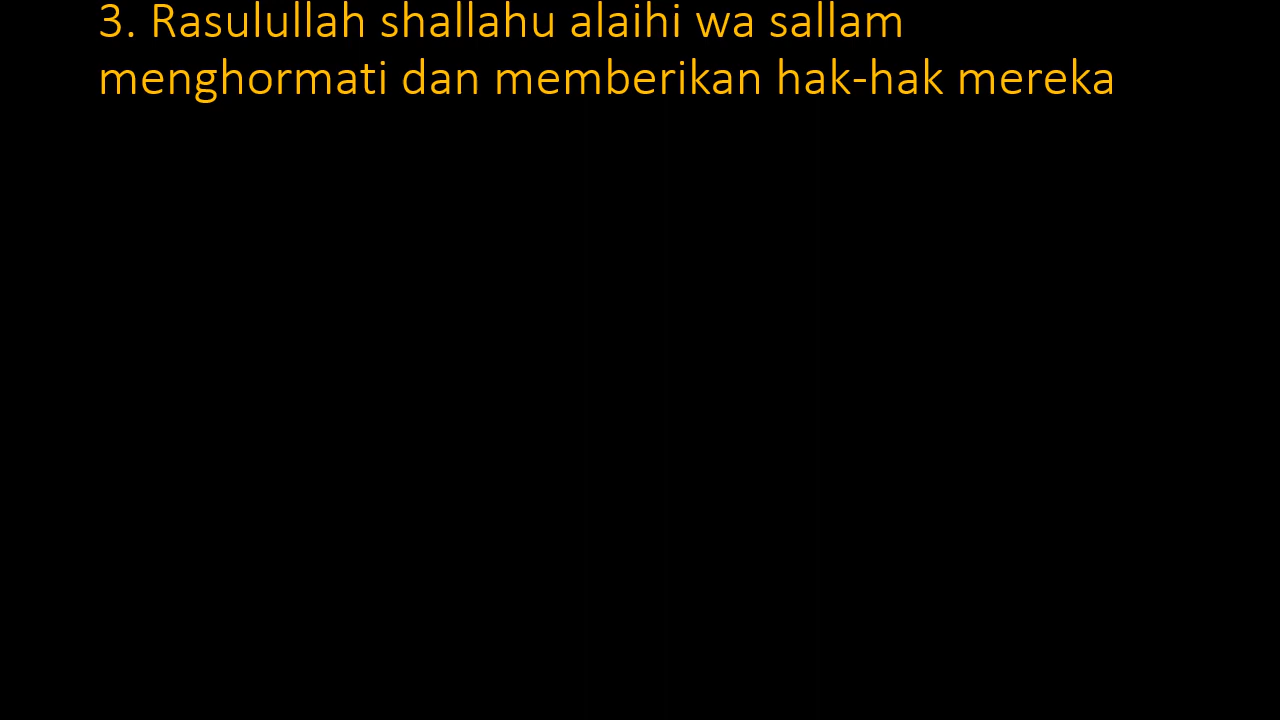 3. Rasulullah shallahu alaihi wa sallam
menghormati dan memberikan hak-hak mereka